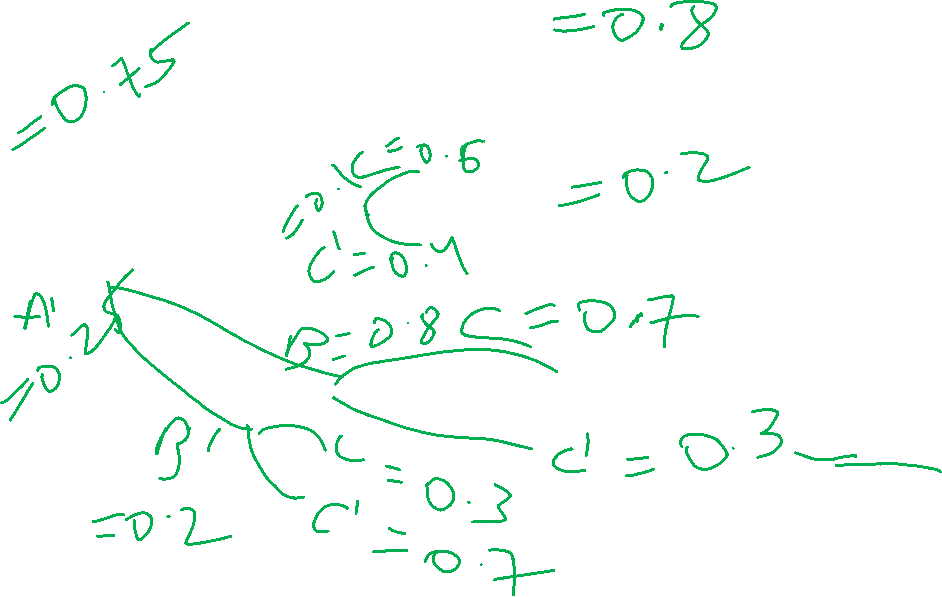 =0.8
=0.75
C=0.6
=0.2
=0.1
C'=0.4
A'
=0.2
B=0.8 C=0.7
B'
=0.2
C
=0.3
C'
=0.7
C'=0.3